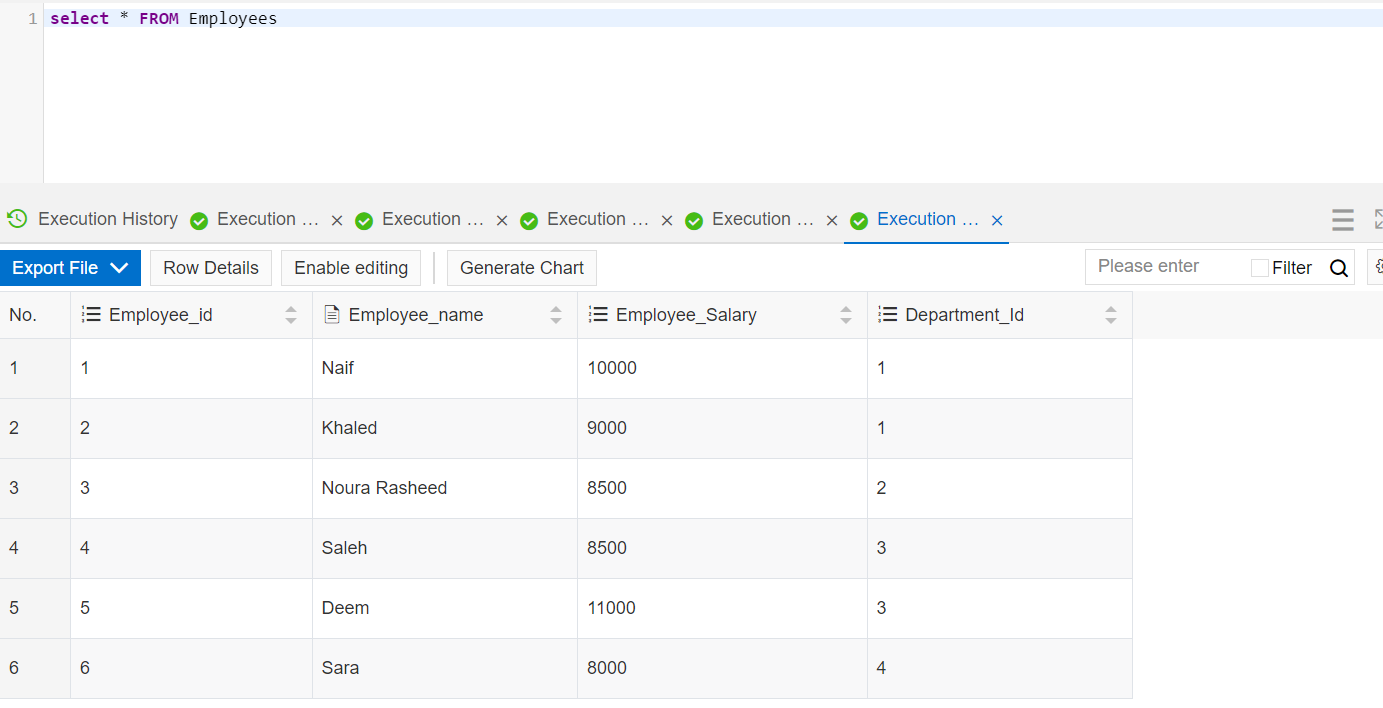 1 select * FROM Employees
Execution History Execution ... × Execution ... × Execution ... × Execution ... × Execution ... ×
Export File Row Details Enable editing Generate Chart Please enter Filter
No. Employee_id Employee_name Employee_Salary Department_Id
1 1 Naif 10000 1
2 2 Khaled 9000 1
3 3 Noura Rasheed 8500 2
4 4 Saleh 8500 3
5 5 Deem 11000 3
6 6 Sara 8000 4